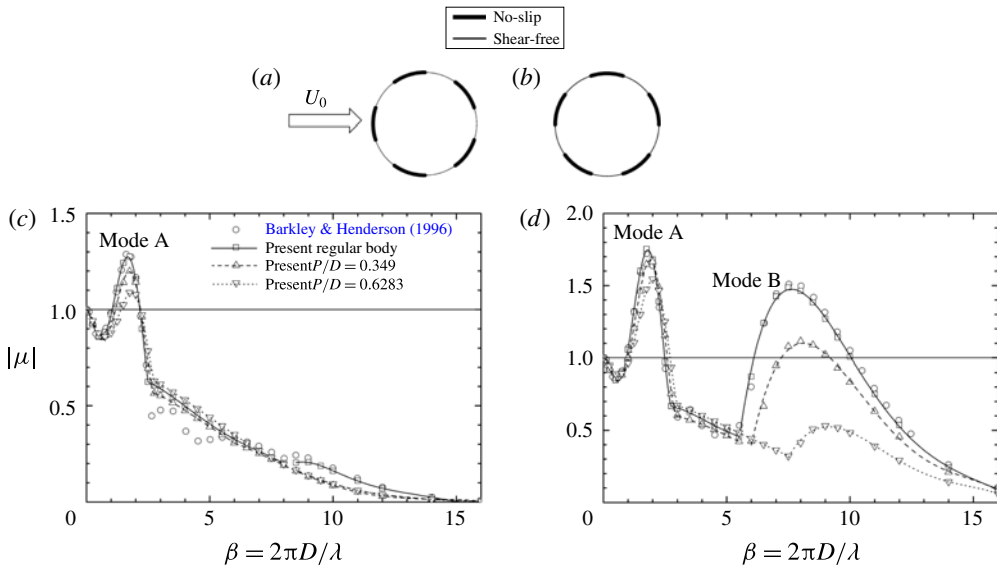 No-slip
Shear-free
(a)
(b)
U0
(c)
1.5
1.0
0.5
0
5
10
15
|μ|
Mode A
Barkley & Henderson (1996)
Present regular body
PresentP/D = 0.349
PresentP/D = 0.6283
β = 2πD/λ
(d)
2.0
1.5
1.0
0.5
0
5
10
15
Mode A
Mode B
β = 2πD/λ